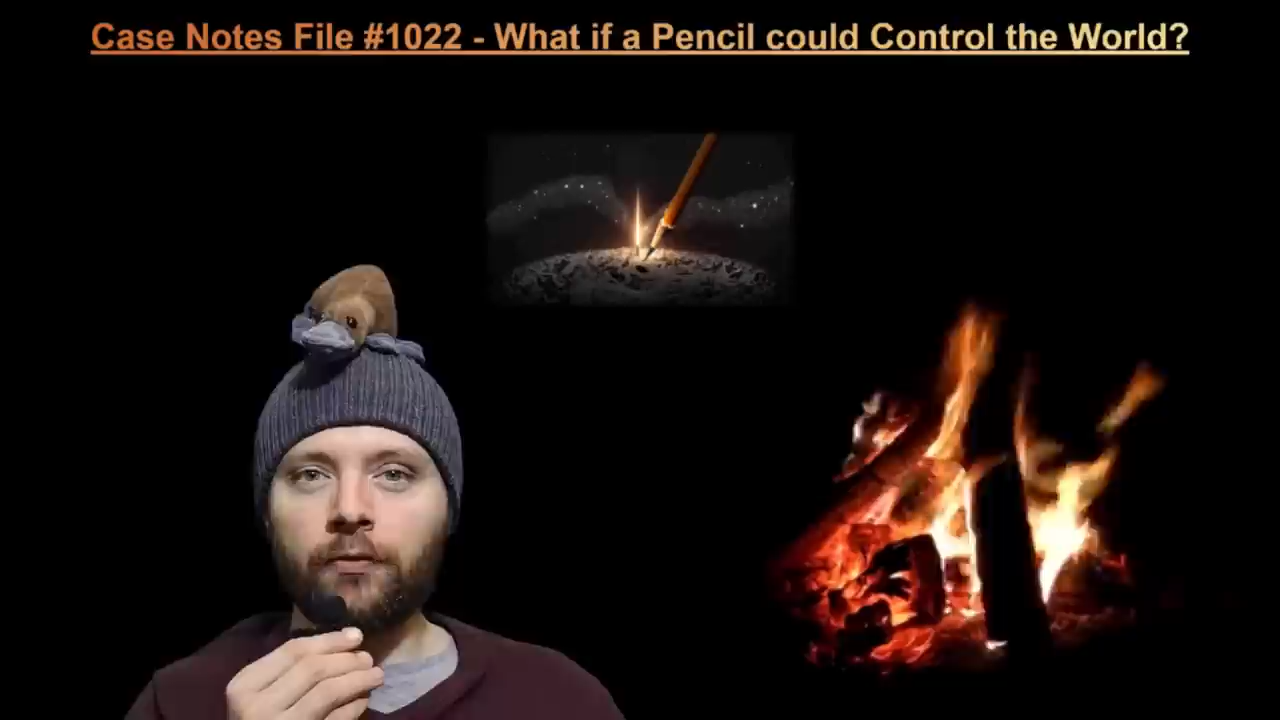 Case Notes File #1022 - What if a Pencil could Control the World?